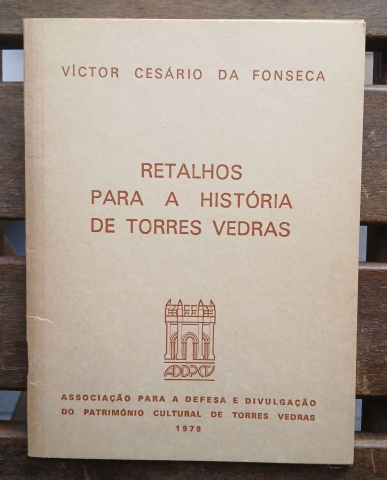 VÍCTOR CESÁRIO DA FONSECA
RETALHOS
PARA A HISTÓRIA
DE TORRES VEDRAS
ADDPCTV
ASSOCIAÇÃO PARA A DEFESA E DIVULGAÇÃO
DO PATRIMÓNIO CULTURAL DE TORRES VEDRAS
1979